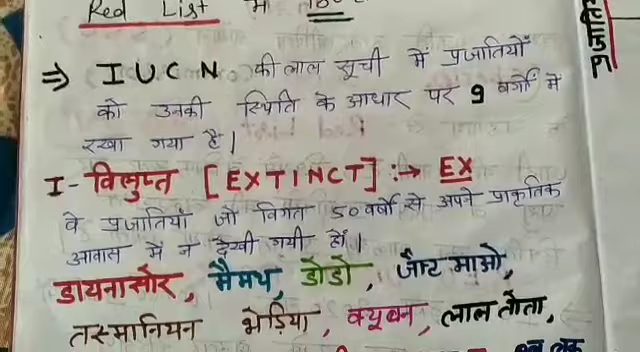 Red List में
⇒ IUCN की लाल सूची में प्रजातियों
को उनकी स्थिति के आधार पर 9 वर्गों में
रखा गया है।
I- विलुप्त [EXTINCT] :→ EX
वे प्रजातियाँ जो विगत 50 वर्षों से अपने प्राकृतिक
आवास में न देखी गयी हों।
डायनासोर, मैमथ, डोडो, जॉट माओ,
तस्मानियन भेडिया, क्यूबन, लाल तोता,
प्रजाति